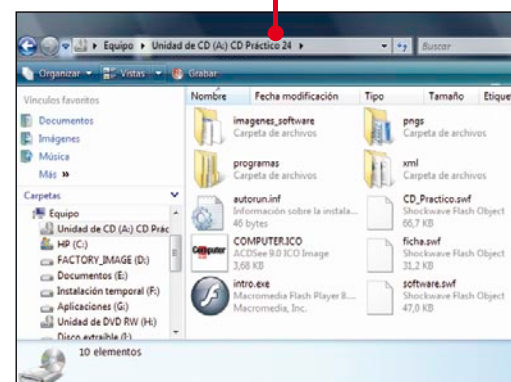 Equipo Unidad de CD (A:) CD Práctico 24 Buscar
Organizar Vistas Grabar
Vínculos favoritos
Documentos
Imágenes
Música
Más »
Carpetas
Equipo
Unidad de CD (A:) CD Prác
HP (C:)
FACTORY_IMAGE (D:)
Documentos (E:)
Instalación temporal (F:)
Aplicaciones (G:)
Unidad de DVD RW (H:)
Disco extraíble (I:)
Nombre Fecha modificación Tipo Tamaño Etique
imagenes_software
Carpeta de archivos
pngs
Carpeta de archivos
programas
Carpeta de archivos
xml
Carpeta de archivos
autorun.inf
Información sobre la instala...
46 bytes
CD_Practico.swf
Shockwave Flash Object
66,7 KB
Computer
COMPUTER.ICO
ACDSee 9.0 ICO Image
3,68 KB
ficha.swf
Shockwave Flash Object
31,2 KB
intro.exe
Macromedia Flash Player 8....
Macromedia, Inc.
software.swf
Shockwave Flash Object
47,0 KB
10 elementos